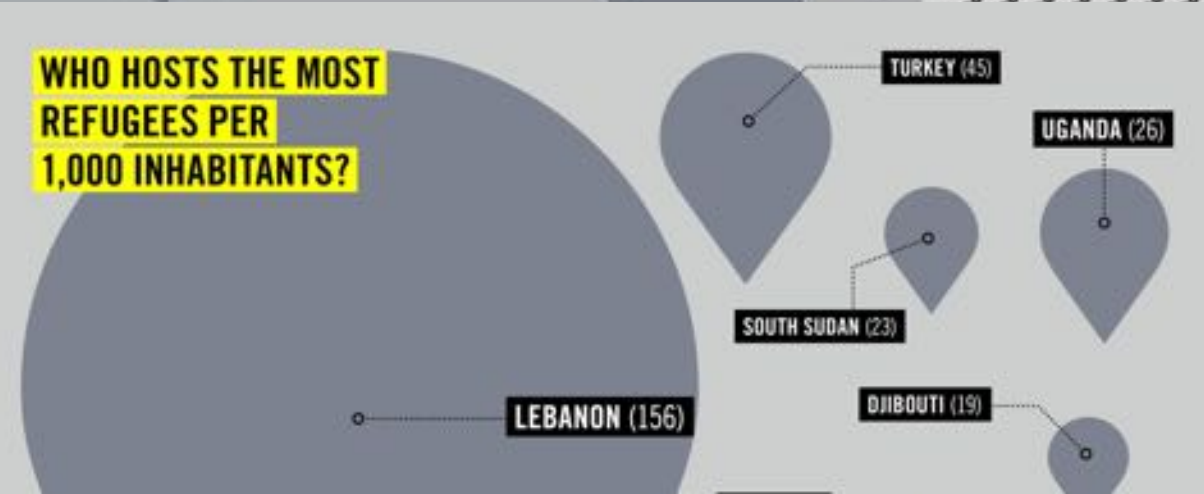 WHO HOSTS THE MOST
REFUGEES PER
1,000 INHABITANTS?
TURKEY (45)
UGANDA (26)
SOUTH SUDAN (23)
DJIBOUTI (19)
LEBANON (156)